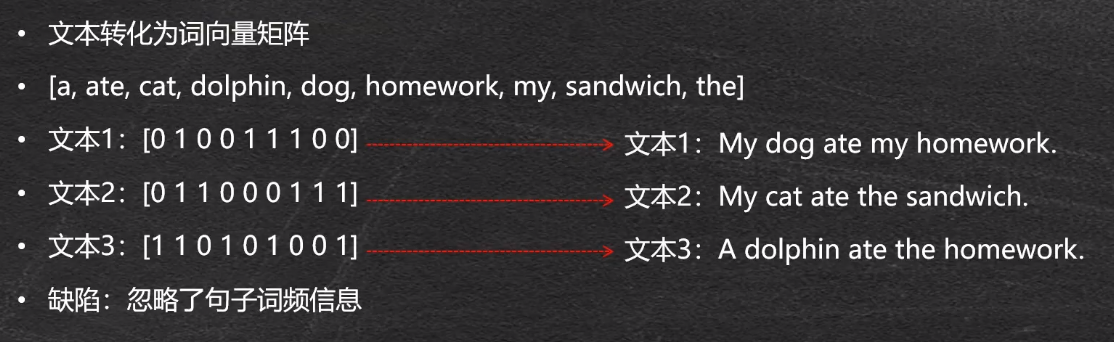 • 文本转化为词向量矩阵
• [a, ate, cat, dolphin, dog, homework, my, sandwich, the]
• 文本1：[0 1 0 0 1 1 1 0 0] 文本1：My dog ate my homework.
• 文本2：[0 1 1 0 0 0 1 1 1] 文本2：My cat ate the sandwich.
• 文本3：[1 1 0 1 0 1 0 0 1] 文本3：A dolphin ate the homework.
• 缺陷：忽略了句子词频信息